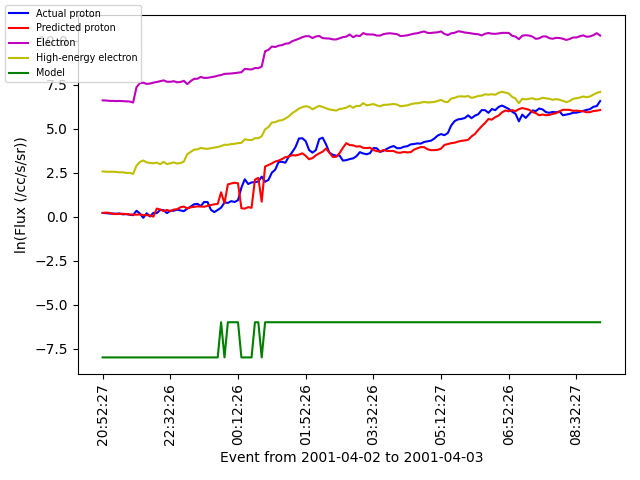 Actual proton
Predicted proton
Electron
High-energy electron
Model
7.5
5.0
2.5
0.0
−2.5
−5.0
−7.5
ln(Flux (/cc/s/sr))
20:52:27
22:32:26
00:12:26
01:52:26
03:32:26
05:12:27
06:52:26
08:32:27
Event from 2001-04-02 to 2001-04-03